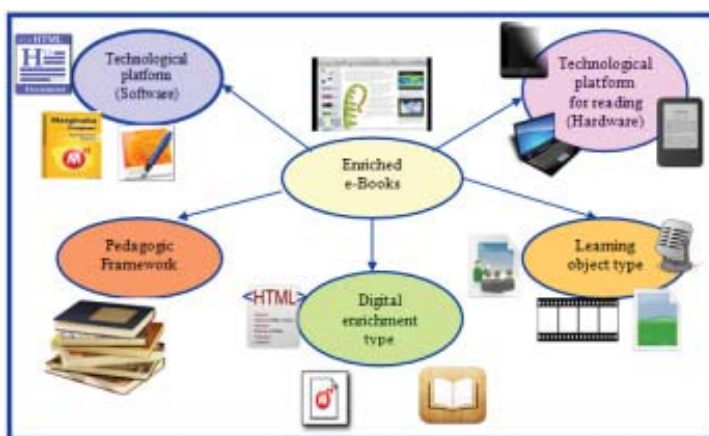 HTML
H
Technological
platform
(Software)
Technological
platform
for reading
(Hardware)
Enriched
e-Books
Pedagogic
Framework
<HTML>
Digital
enrichment
type
Learning
object type